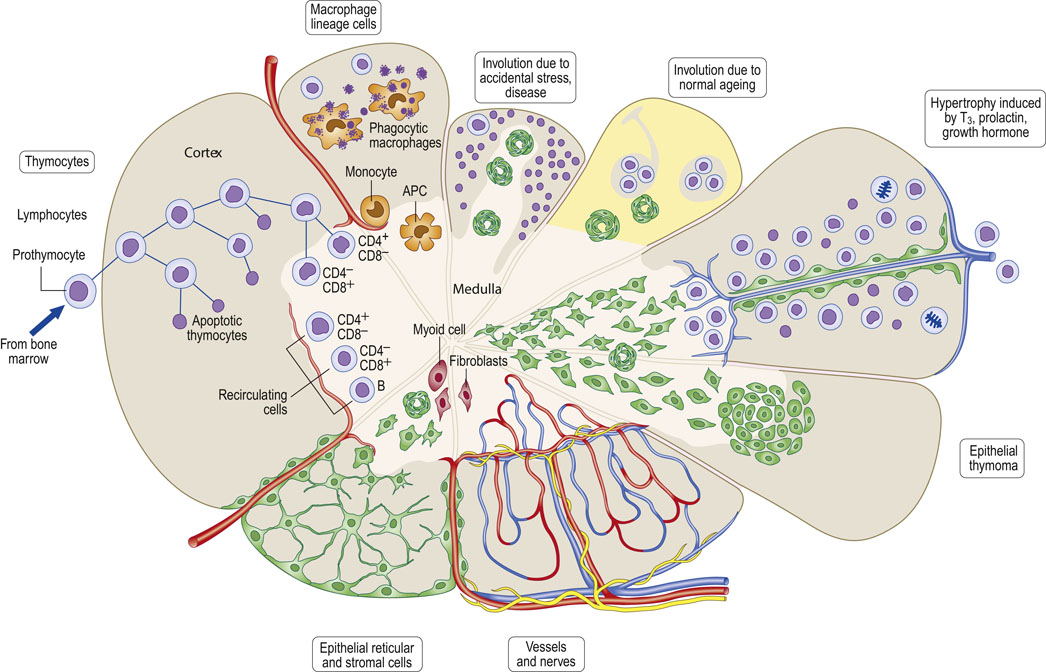 Macrophage
lineage cells
Involution due to
accidental stress,
disease
Involution due to
normal ageing
Hypertrophy induced
by T₃, prolactin,
growth hormone
Thymocytes
Cortex
Phagocytic
macrophages
Monocyte
APC
Lymphocytes
Prothymocyte
CD4⁺
CD8⁻
CD4⁻
CD8⁺
Medulla
From bone
marrow
Apoptotic
thymocytes
CD4⁺
CD8⁻
CD4⁻
CD8⁺
B
Recirculating
cells
Myoid cell
Fibroblasts
Epithelial
thymoma
Epithelial reticular
and stromal cells
Vessels
and nerves